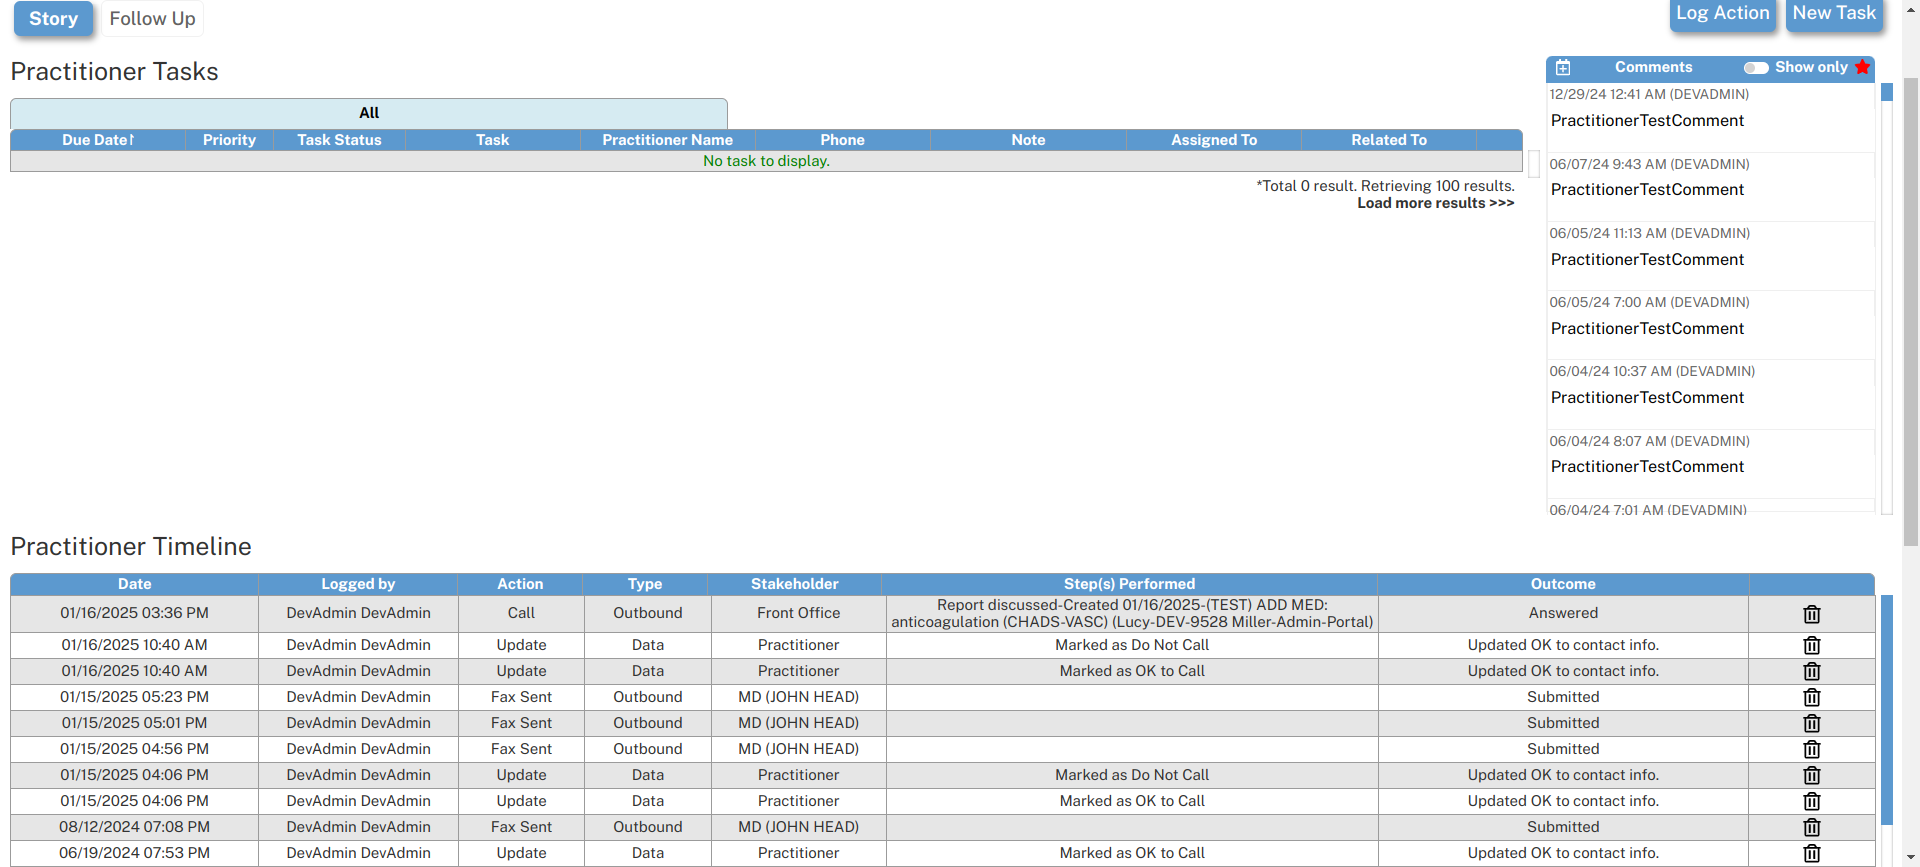 Story Follow Up Log Action New Task
Practitioner Tasks
All
Due Date↑ Priority Task Status Task Practitioner Name Phone Note Assigned To Related To
No task to display.
*Total 0 result. Retrieving 100 results.
Load more results >>>
Comments Show only
12/29/24 12:41 AM (DEVADMIN)
PractitionerTestComment
06/07/24 9:43 AM (DEVADMIN)
PractitionerTestComment
06/05/24 11:13 AM (DEVADMIN)
PractitionerTestComment
06/05/24 7:00 AM (DEVADMIN)
PractitionerTestComment
06/04/24 10:37 AM (DEVADMIN)
PractitionerTestComment
06/04/24 8:07 AM (DEVADMIN)
PractitionerTestComment
06/04/24 7:01 AM (DEVADMIN)
Practitioner Timeline
Date Logged by Action Type Stakeholder Step(s) Performed Outcome
01/16/2025 03:36 PM DevAdmin DevAdmin Call Outbound Front Office Report discussed-Created 01/16/2025-(TEST) ADD MED:
anticoagulation (CHADS-VASC) (Lucy-DEV-9528 Miller-Admin-Portal) Answered
01/16/2025 10:40 AM DevAdmin DevAdmin Update Data Practitioner Marked as Do Not Call Updated OK to contact info.
01/16/2025 10:40 AM DevAdmin DevAdmin Update Data Practitioner Marked as OK to Call Updated OK to contact info.
01/15/2025 05:23 PM DevAdmin DevAdmin Fax Sent Outbound MD (JOHN HEAD) Submitted
01/15/2025 05:01 PM DevAdmin DevAdmin Fax Sent Outbound MD (JOHN HEAD) Submitted
01/15/2025 04:56 PM DevAdmin DevAdmin Fax Sent Outbound MD (JOHN HEAD) Submitted
01/15/2025 04:06 PM DevAdmin DevAdmin Update Data Practitioner Marked as Do Not Call Updated OK to contact info.
01/15/2025 04:06 PM DevAdmin DevAdmin Update Data Practitioner Marked as OK to Call Updated OK to contact info.
08/12/2024 07:08 PM DevAdmin DevAdmin Fax Sent Outbound MD (JOHN HEAD) Submitted
06/19/2024 07:53 PM DevAdmin DevAdmin Update Data Practitioner Marked as OK to Call Updated OK to contact info.